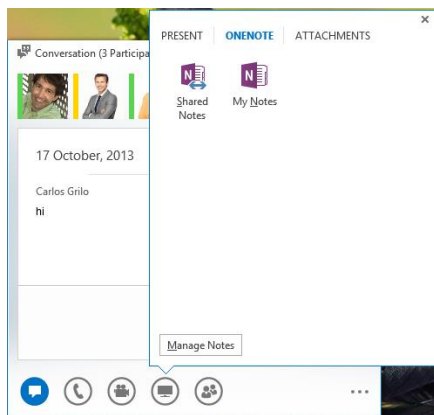 Conversation (3 Participa
PRESENT
ONENOTE
ATTACHMENTS
Shared
Notes
My Notes
17 October, 2013
Carlos Grilo
hi
Manage Notes